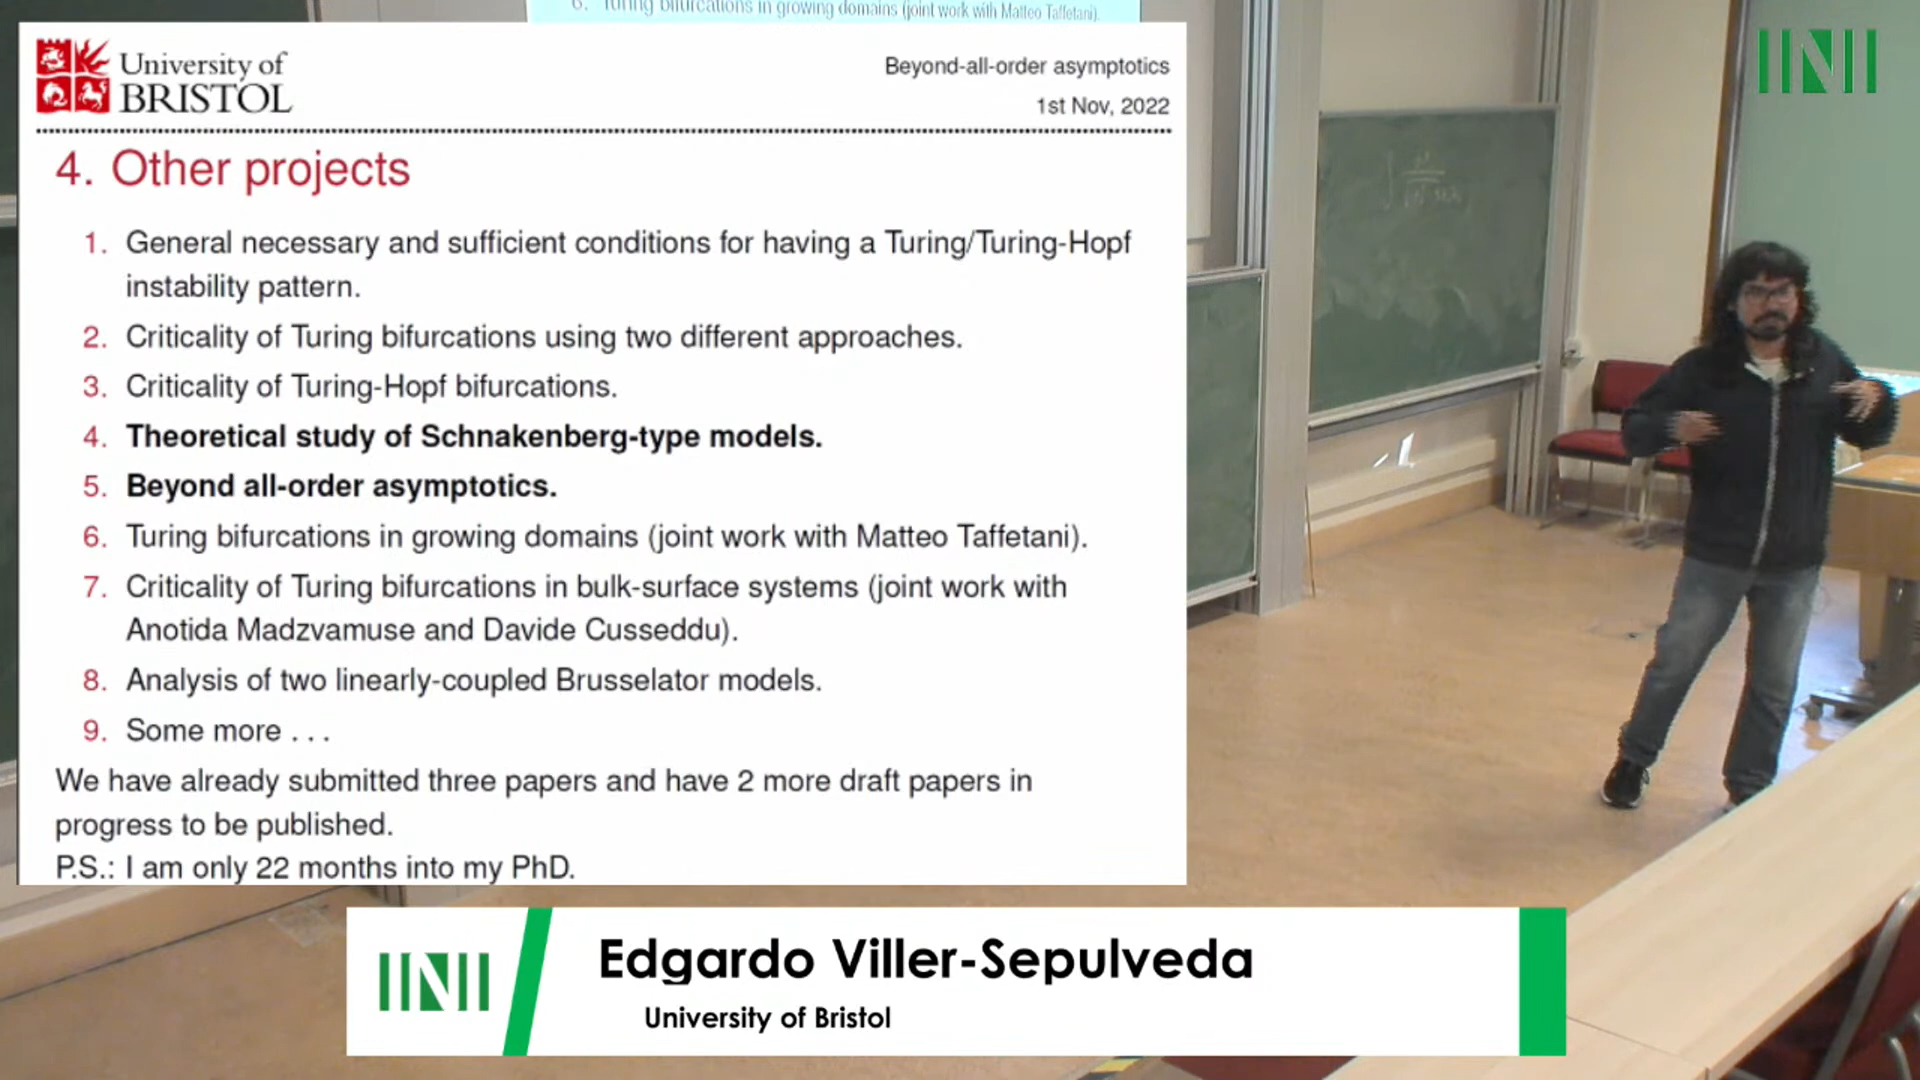 6. Turing bifurcations in growing domains (joint work with Matteo Taffetani).
University of
BRISTOL
Beyond-all-order asymptotics
1st Nov, 2022
4. Other projects
1. General necessary and sufficient conditions for having a Turing/Turing-Hopf
instability pattern.
2. Criticality of Turing bifurcations using two different approaches.
3. Criticality of Turing-Hopf bifurcations.
4. Theoretical study of Schnakenberg-type models.
5. Beyond all-order asymptotics.
6. Turing bifurcations in growing domains (joint work with Matteo Taffetani).
7. Criticality of Turing bifurcations in bulk-surface systems (joint work with
Anotida Madzvamuse and Davide Cusseddu).
8. Analysis of two linearly-coupled Brusselator models.
9. Some more . . .
We have already submitted three papers and have 2 more draft papers in
progress to be published.
P.S.: I am only 22 months into my PhD.
INI
INI
Edgardo Viller-Sepulveda
University of Bristol